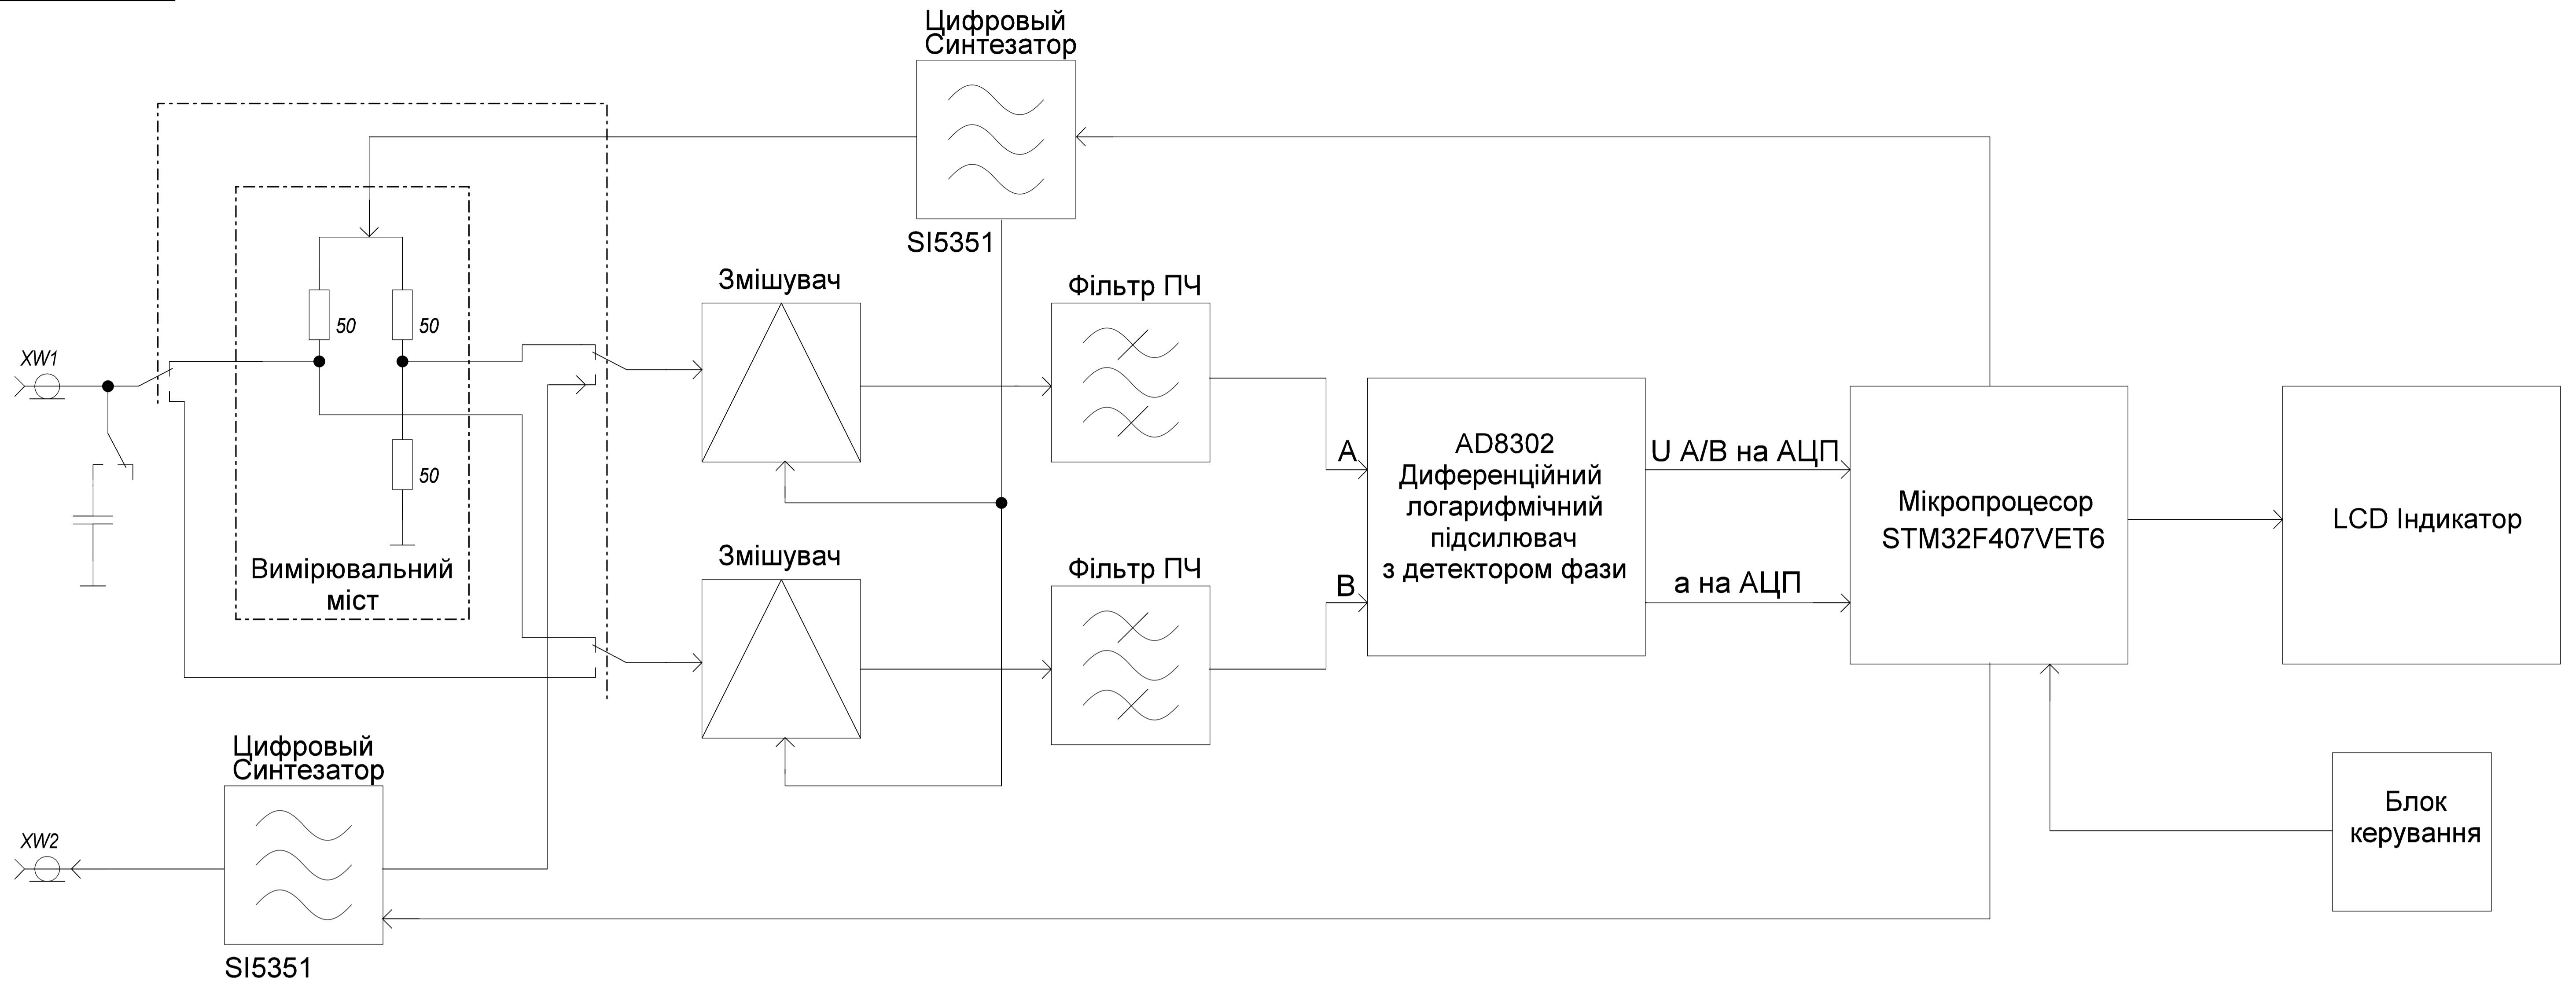 Цифровый
Синтезатор
SI5351
Змішувач
Фільтр ПЧ
50
50
XW1
50
Вимірювальний
міст
A
AD8302
Диференційний
логарифмічний
підсилювач
з детектором фази
U A/B на АЦП
Мікропроцесор
STM32F407VET6
LCD Індикатор
Змішувач
Фільтр ПЧ
B
а на АЦП
Цифровый
Синтезатор
XW2
SI5351
Блок
керування